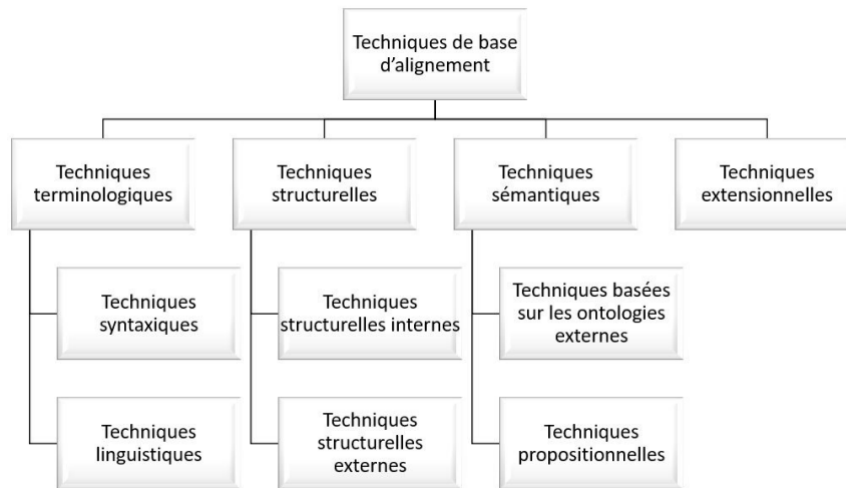 Techniques de base
d’alignement
Techniques
terminologiques
Techniques
structurelles
Techniques
sémantiques
Techniques
extensionnelles
Techniques
syntaxiques
Techniques
structurelles internes
Techniques basées
sur les ontologies
externes
Techniques
linguistiques
Techniques
structurelles
externes
Techniques
propositionnelles